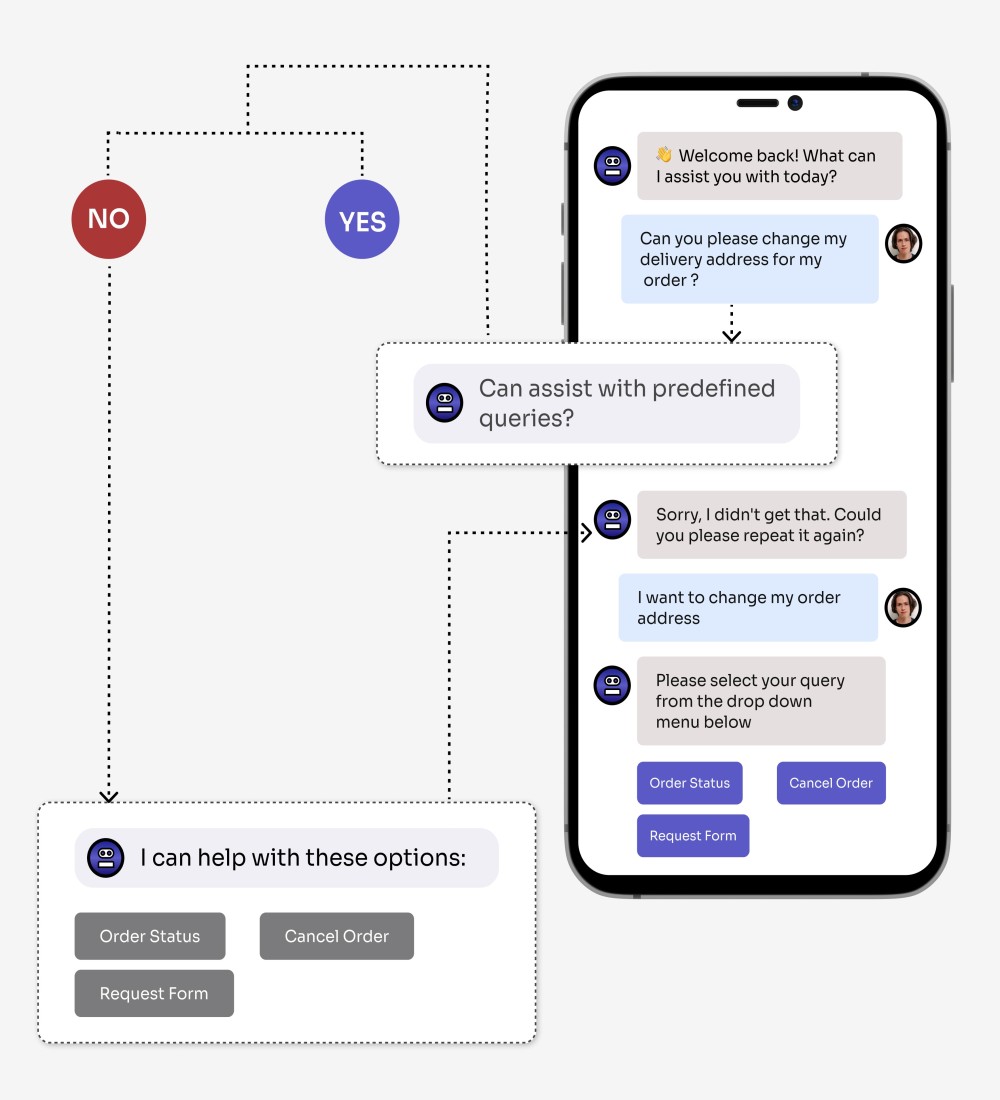 NO
YES
👋 Welcome back! What can
I assist you with today?
Can you please change my
delivery address for my
order ?
Can assist with predefined
queries?
Sorry, I didn't get that. Could
you please repeat it again?
I want to change my order
address
Please select your query
from the drop down
menu below
Order Status
Cancel Order
Request Form
I can help with these options:
Order Status
Cancel Order
Request Form